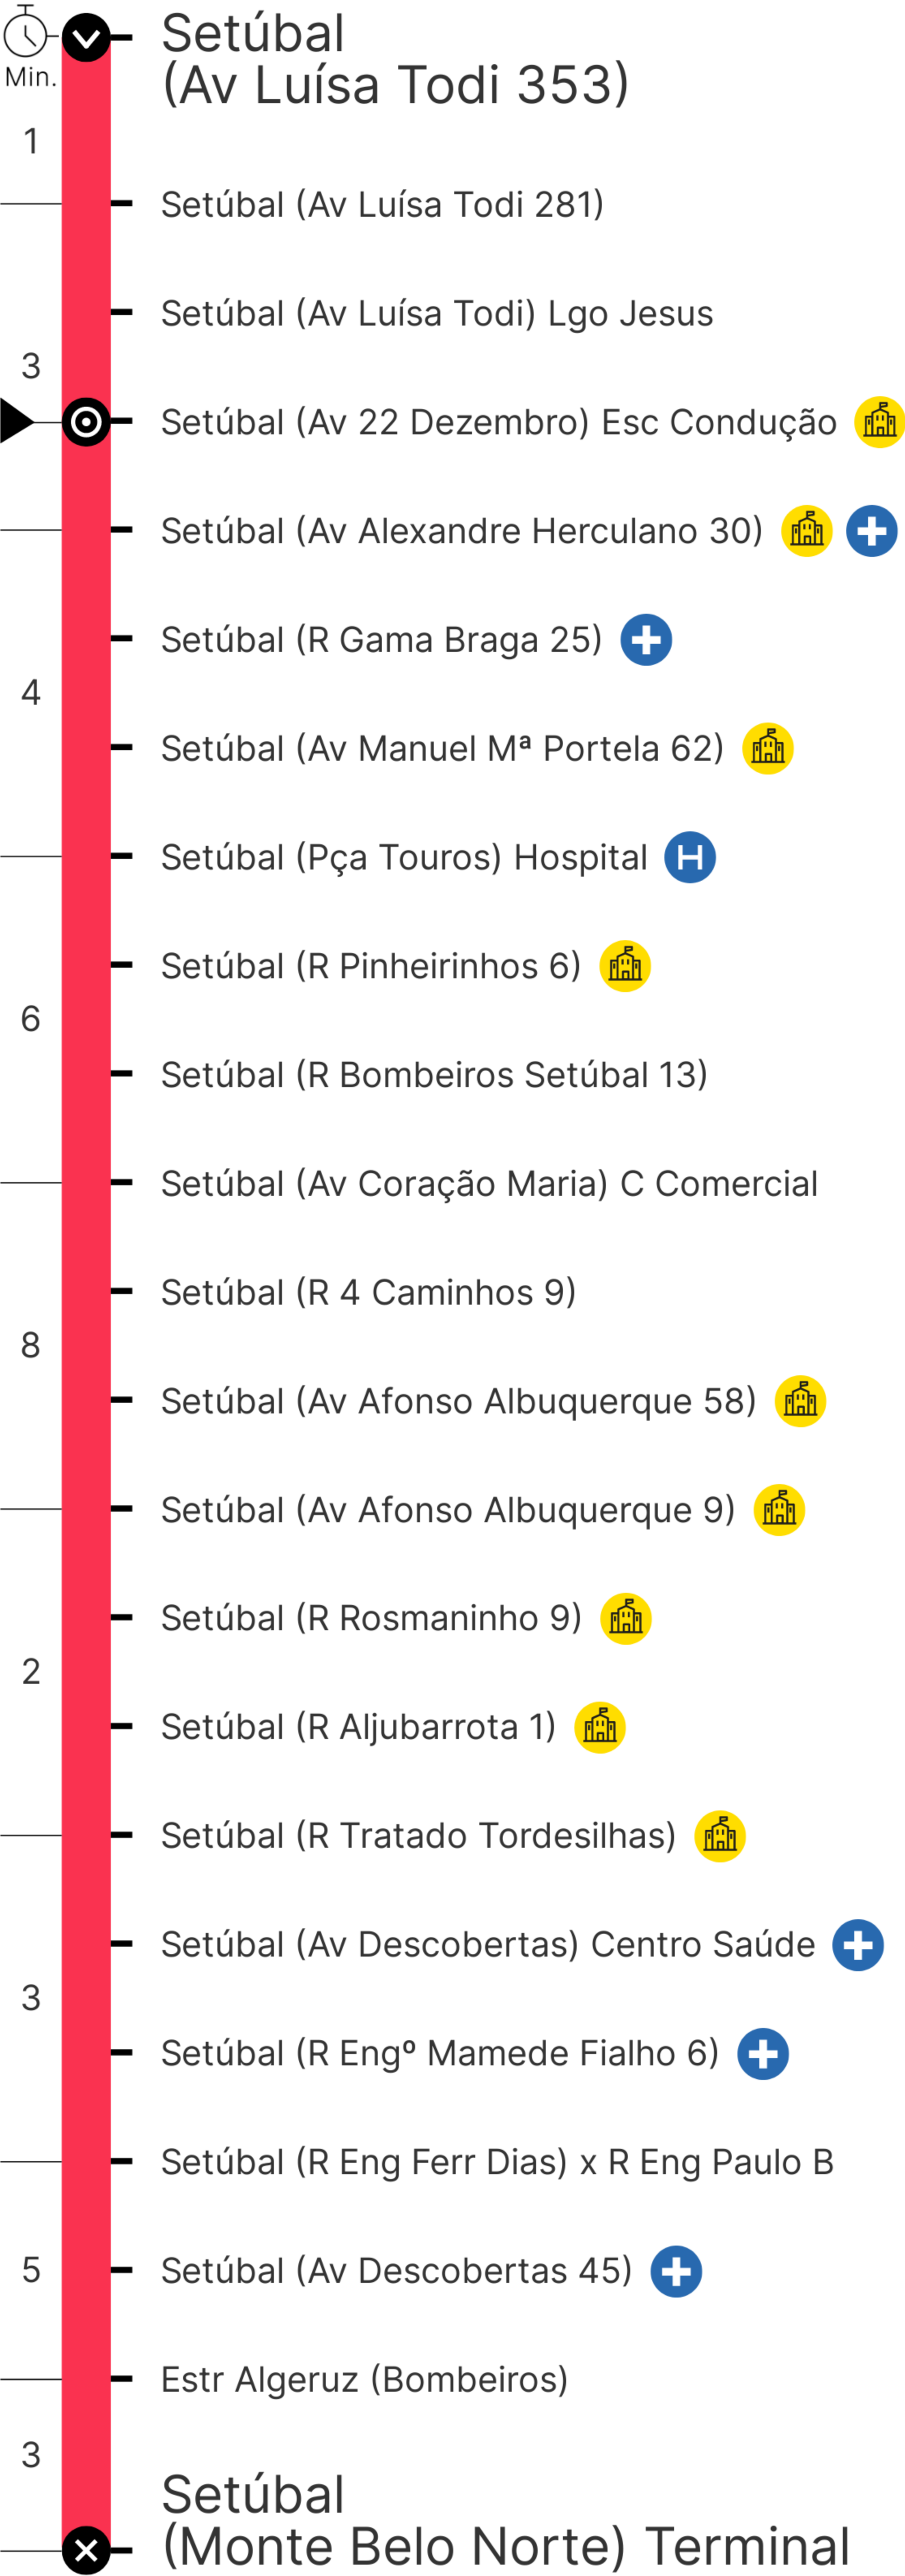 Min.
Setúbal
(Av Luísa Todi 353)
1
Setúbal (Av Luísa Todi 281)
Setúbal (Av Luísa Todi) Lgo Jesus
3
Setúbal (Av 22 Dezembro) Esc Condução
Setúbal (Av Alexandre Herculano 30)
Setúbal (R Gama Braga 25)
4
Setúbal (Av Manuel Mª Portela 62)
Setúbal (Pça Touros) Hospital H
Setúbal (R Pinheirinhos 6)
6
Setúbal (R Bombeiros Setúbal 13)
Setúbal (Av Coração Maria) C Comercial
Setúbal (R 4 Caminhos 9)
8
Setúbal (Av Afonso Albuquerque 58)
Setúbal (Av Afonso Albuquerque 9)
Setúbal (R Rosmaninho 9)
2
Setúbal (R Aljubarrota 1)
Setúbal (R Tratado Tordesilhas)
Setúbal (Av Descobertas) Centro Saúde
3
Setúbal (R Engº Mamede Fialho 6)
Setúbal (R Eng Ferr Dias) x R Eng Paulo B
5 Setúbal (Av Descobertas 45)
Estr Algeruz (Bombeiros)
3
Setúbal
(Monte Belo Norte) Terminal